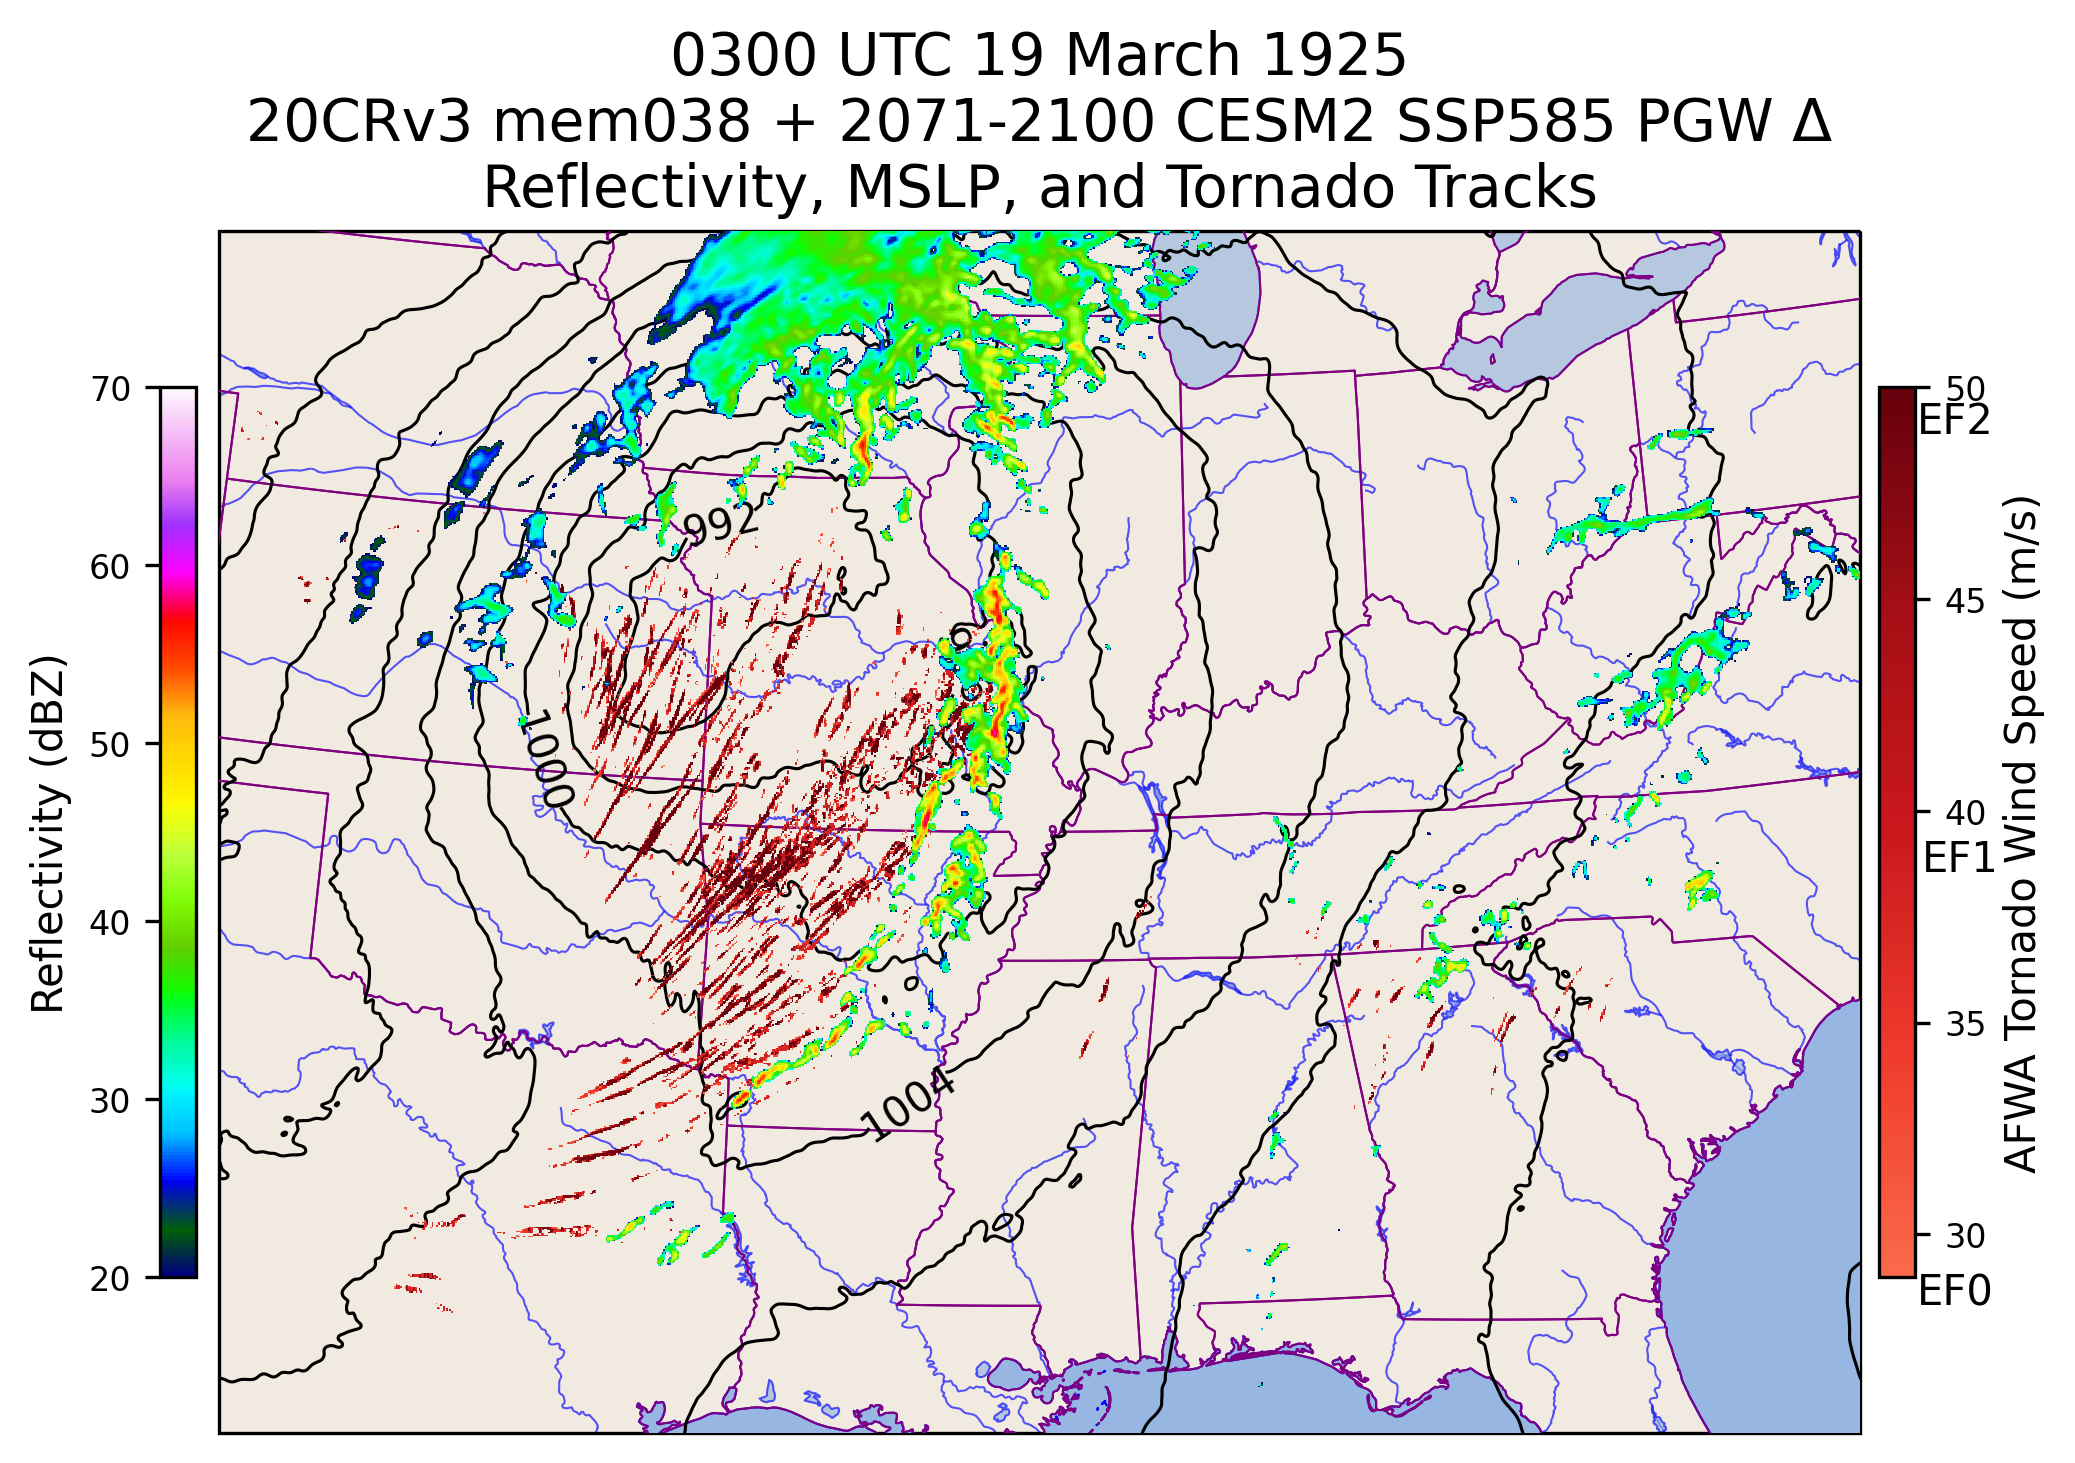 0300 UTC 19 March 1925
20CRv3 mem038 + 2071-2100 CESM2 SSP585 PGW Δ
Reflectivity, MSLP, and Tornado Tracks
70
60
50
40
30
20
Reflectivity (dBZ)
992
1000
1004
50
EF2
45
40
EF1
35
30
EF0
AFWA Tornado Wind Speed (m/s)